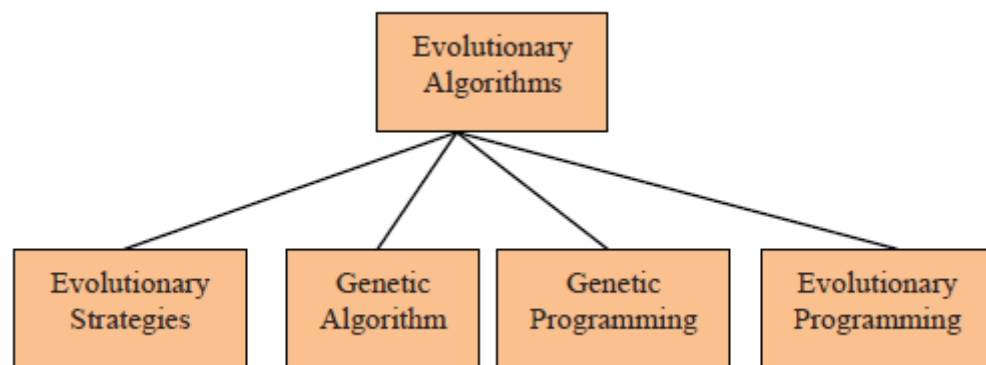 Evolutionary
Algorithms
Evolutionary
Strategies
Genetic
Algorithm
Genetic
Programming
Evolutionary
Programming